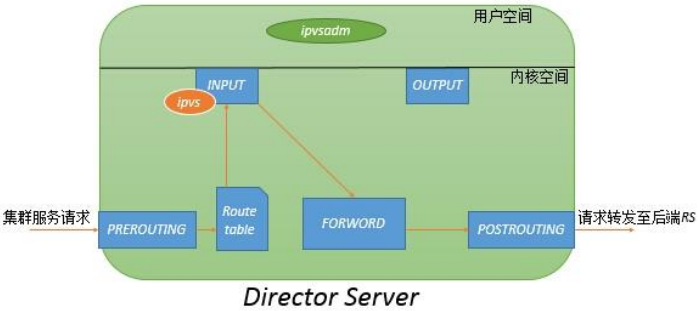 用户空间
ipvsadm
内核空间
INPUT
OUTPUT
ipvs
集群服务请求
PREROUTING
Route
table
FORWORD
POSTROUTING
请求转发至后端RS
Director Server